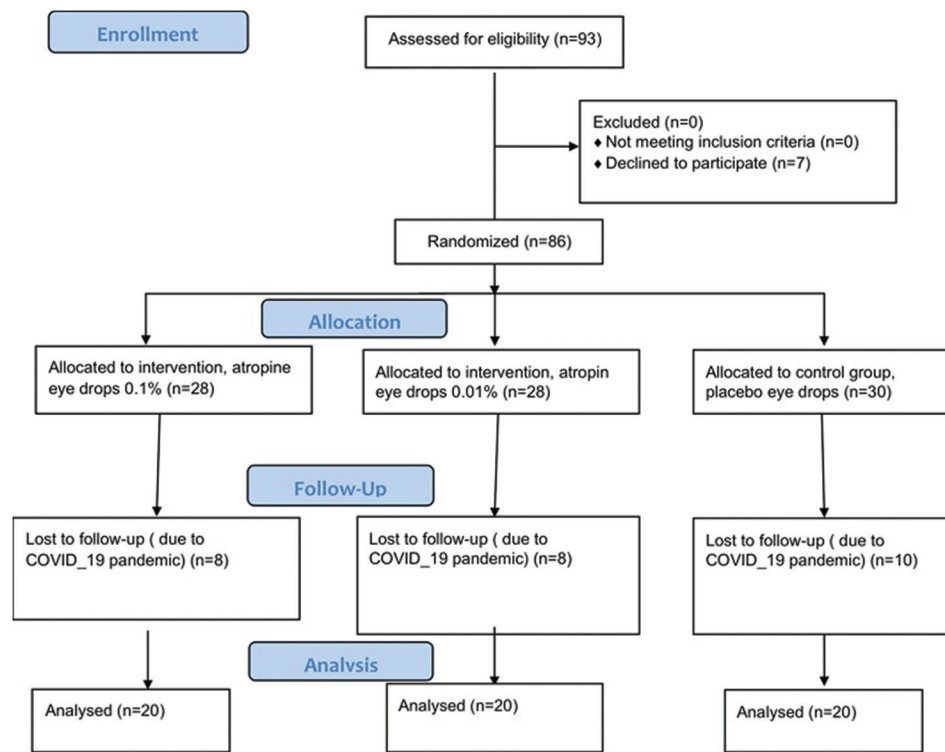 Enrollment
Assessed for eligibility (n=93)
Excluded (n=0)
♦ Not meeting inclusion criteria (n=0)
♦ Declined to participate (n=7)
Randomized (n=86)
Allocation
Allocated to intervention, atropine
eye drops 0.1% (n=28)
Allocated to intervention, atropin
eye drops 0.01% (n=28)
Allocated to control group,
placebo eye drops (n=30)
Follow-Up
Lost to follow-up ( due to
COVID_19 pandemic) (n=8)
Lost to follow-up ( due to
COVID_19 pandemic) (n=8)
Lost to follow-up ( due to
COVID_19 pandemic) (n=10)
Analysis
Analysed (n=20)
Analysed (n=20)
Analysed (n=20)